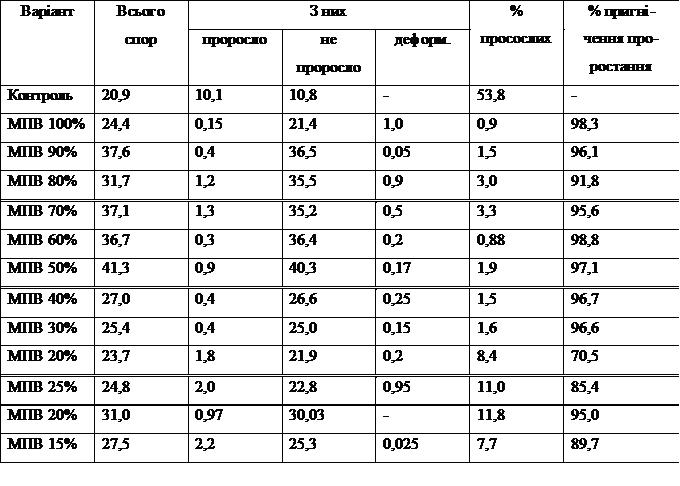 Варіант Всього спор З них % просослих % пригні- чення про- ростання
проросло не проросло деформ.
Контроль 20,9 10,1 10,8 - 53,8 -
МПВ 100% 24,4 0,15 21,4 1,0 0,9 98,3
МПВ 90% 37,6 0,4 36,5 0,05 1,5 96,1
МПВ 80% 31,7 1,2 35,5 0,9 3,0 91,8
МПВ 70% 37,1 1,3 35,2 0,5 3,3 95,6
МПВ 60% 36,7 0,3 36,4 0,2 0,88 98,8
МПВ 50% 41,3 0,9 40,3 0,17 1,9 97,1
МПВ 40% 27,0 0,4 26,6 0,25 1,5 96,7
МПВ 30% 25,4 0,4 25,0 0,15 1,6 96,6
МПВ 20% 23,7 1,8 21,9 0,2 8,4 70,5
МПВ 25% 24,8 2,0 22,8 0,95 11,0 85,4
МПВ 20% 31,0 0,97 30,03 - 11,8 95,0
МПВ 15% 27,5 2,2 25,3 0,025 7,7 89,7